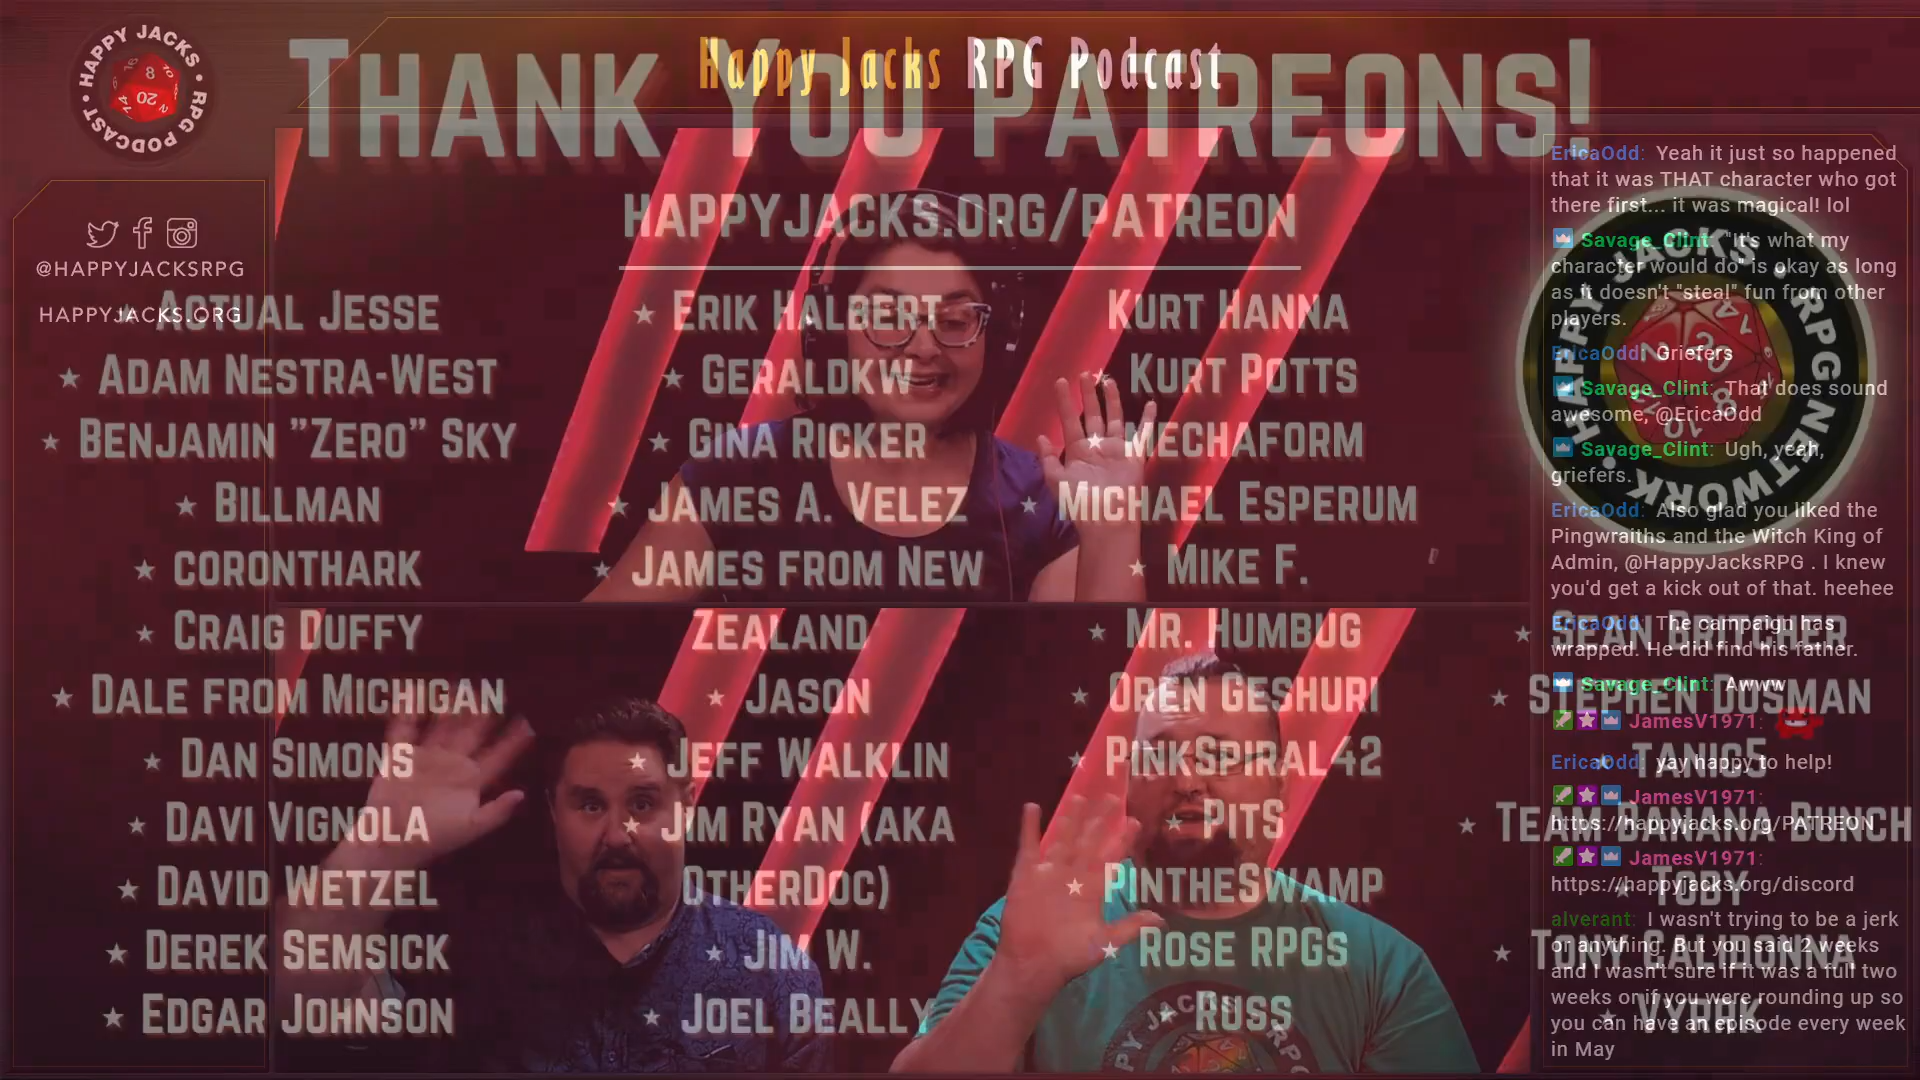 HAPPY JACKS • RPG PODCAST •
Happy Jacks RPG Podcast
THANK YOU PATREONS!
HAPPYJACKS.ORG/PATREON
@HAPPYJACKSRPG
HAPPYJACKS.ORG
ACTUAL JESSE
ADAM NESTRA-WEST
BENJAMIN "ZERO" SKY
BILLMAN
CORONTHARK
CRAIG DUFFY
DALE FROM MICHIGAN
DAN SIMONS
DAVI VIGNOLA
DAVID WETZEL
DEREK SEMSICK
EDGAR JOHNSON
ERIK HALBERT
GERALDKW
GINA RICKER
JAMES A. VELEZ
JAMES FROM NEW
ZEALAND
JASON
JEFF WALKLIN
JIM RYAN (AKA
OTHERDOC)
JIM W.
JOEL BEALLY
KURT HANNA
KURT POTTS
MECHAFORM
MICHAEL ESPERUM
MIKE F.
MR. HUMBUG
OREN GESHURI
PINKSPIRAL42
PITS
PINTHESWAMP
ROSE RPGS
RUSS
HAPPY JACKS • RPG NETWORK •
SEAN BRITCHER
STEPHEN DOSMAN
TANIS5
TEAM BANANA BUNCH
TOBY
TONY
VYRAK
EricaOdd: Yeah it just so happened
that it was THAT character who got
there first... it was magical! lol
Savage_Clint: "It's what my
character would do" is okay as long
as it doesn't "steal" fun from other
players.
EricaOdd: Griefers
Savage_Clint: That does sound
awesome, @EricaOdd
Savage_Clint: Ugh, yeah,
griefers.
EricaOdd: Also glad you liked the
Pingwraiths and the Witch King of
Admin, @HappyJacksRPG . I knew
you'd get a kick out of that. heehee
EricaOdd: The campaign has
wrapped. He did find his father.
Savage_Clint: Awww
JamesV1971:
EricaOdd: yay happy to help!
JamesV1971:
https://happyjacks.org/PATREON
JamesV1971:
https://happyjacks.org/discord
alverant: I wasn't trying to be a jerk
or anything. But you said 2 weeks
and I wasn't sure if it was a full two
weeks or if you were rounding up so
you can have an episode every week
in May